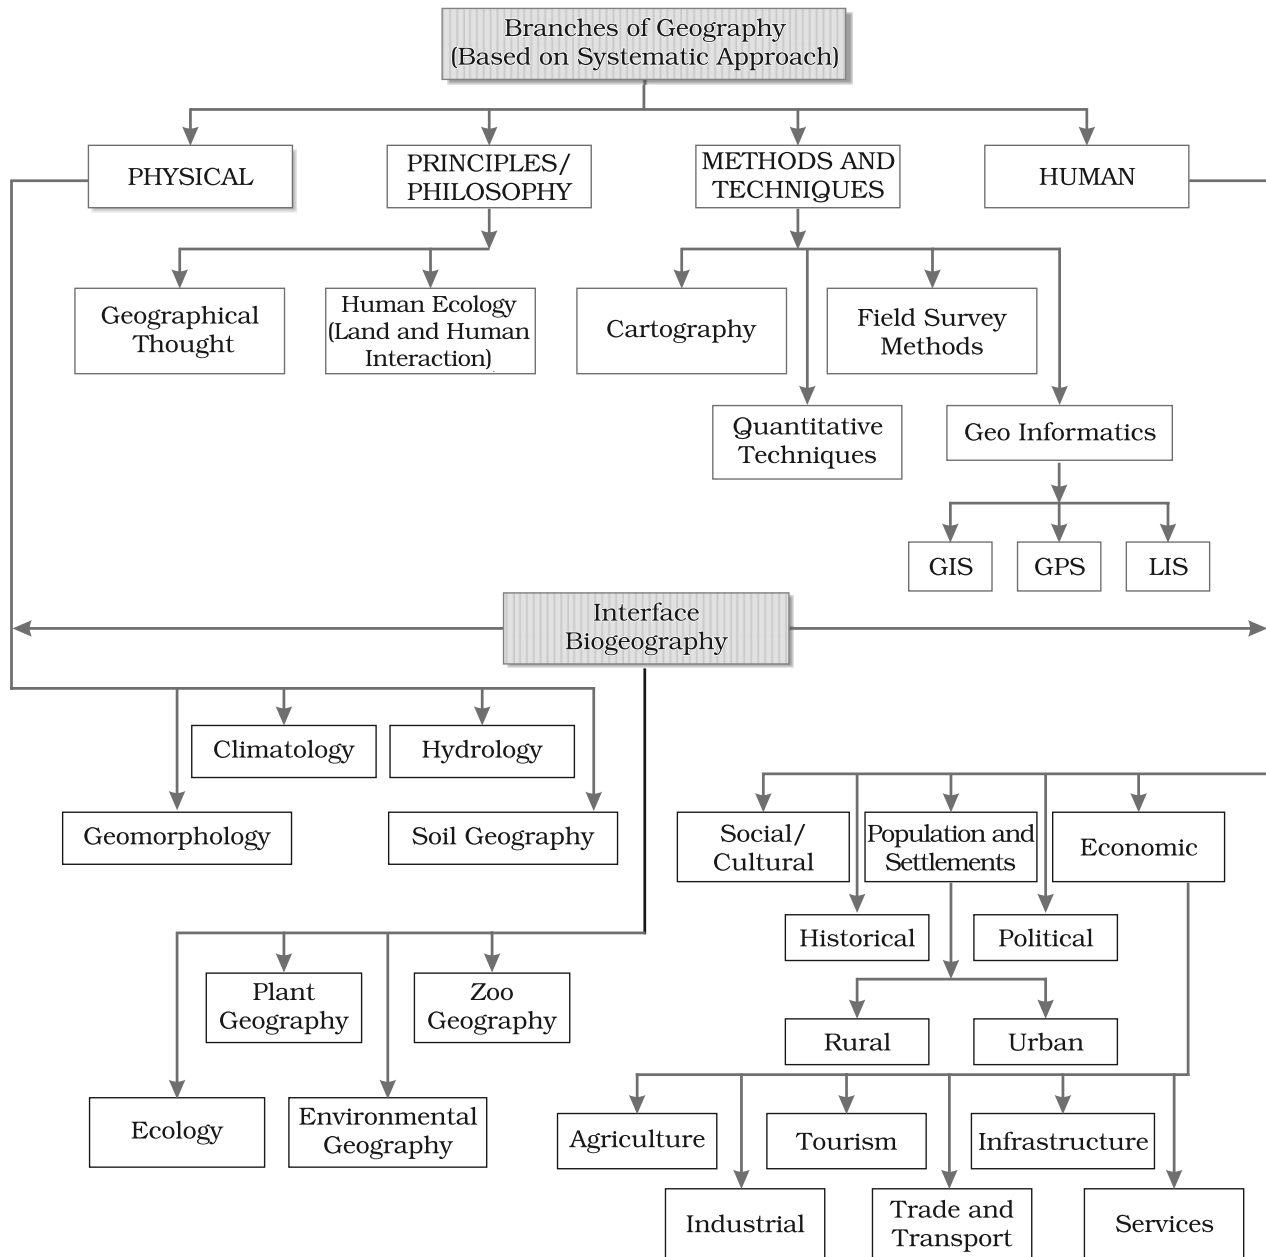 Branches of Geography
(Based on Systematic Approach)
PHYSICAL
PRINCIPLES/
PHILOSOPHY
METHODS AND
TECHNIQUES
HUMAN
Geographical
Thought
Human Ecology
(Land and Human
Interaction)
Cartography
Field Survey
Methods
Quantitative
Techniques
Geo Informatics
GIS
GPS
LIS
Interface
Biogeography
Climatology
Hydrology
Geomorphology
Soil Geography
Social/
Cultural
Population and
Settlements
Economic
Historical
Political
Plant
Geography
Zoo
Geography
Rural
Urban
Ecology
Environmental
Geography
Agriculture
Tourism
Infrastructure
Industrial
Trade and
Transport
Services